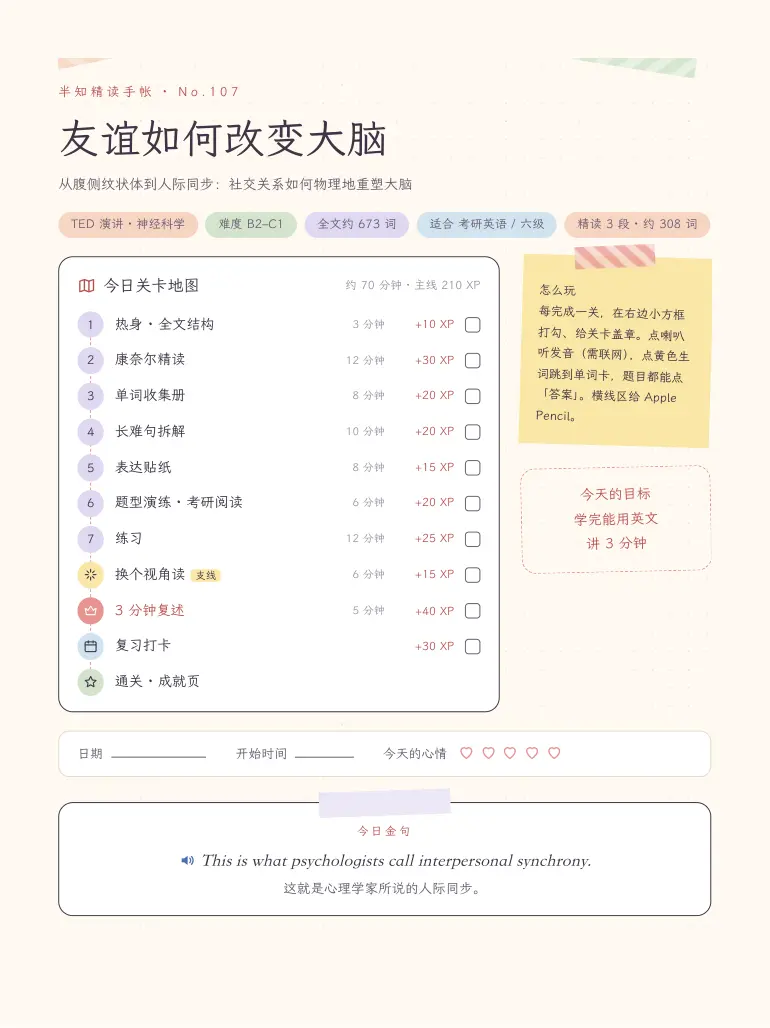 半知精读手帐 · No.107
友谊如何改变大脑
从腹侧纹状体到人际同步：社交关系如何物理地重塑大脑
TED 演讲 · 神经科学
难度 B2–C1
全文约 673 词
适合 考研英语 / 六级
精读 3 段 · 约 308 词
今日关卡地图
约 70 分钟 · 主线 210 XP
1 热身 · 全文结构 3 分钟 +10 XP
2 康奈尔精读 12 分钟 +30 XP
3 单词收集册 8 分钟 +20 XP
4 长难句拆解 10 分钟 +20 XP
5 表达贴纸 8 分钟 +15 XP
6 题型演练 · 考研阅读 6 分钟 +20 XP
7 练习 12 分钟 +25 XP
换个视角读 支线 6 分钟 +15 XP
3 分钟复述 5 分钟 +40 XP
复习打卡 +30 XP
通关 · 成就页
怎么玩
每完成一关，在右边小方框
打勾、给关卡盖章。点喇叭
听发音（需联网），点黄色生
词跳到单词卡，题目都能点
「答案」。横线区给 Apple
Pencil。
今天的目标
学完能用英文
讲 3 分钟
日期 开始时间 今天的心情
今日金句
This is what psychologists call interpersonal synchrony.
这就是心理学家所说的人际同步。